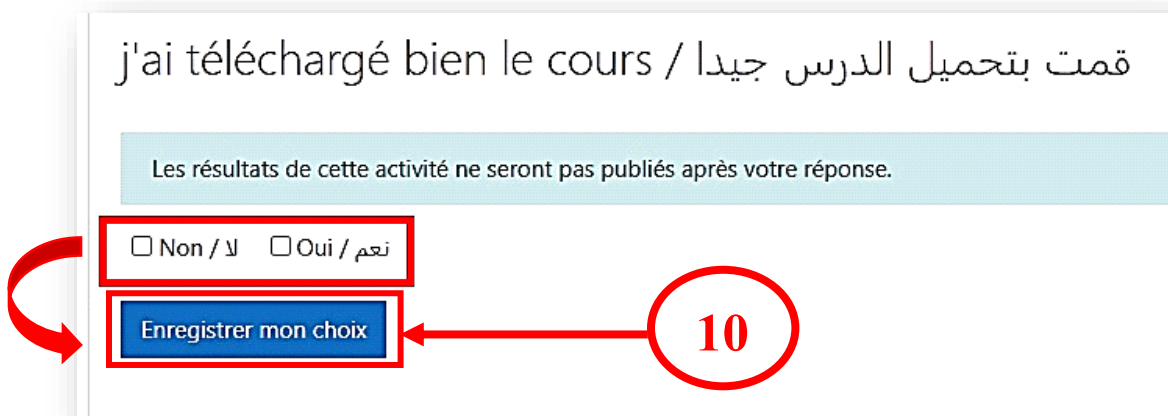 j'ai téléchargé bien le cours / قمت بتحميل الدرس جيدا
Les résultats de cette activité ne seront pas publiés après votre réponse.
Non / لا Oui / نعم
Enregistrer mon choix
10